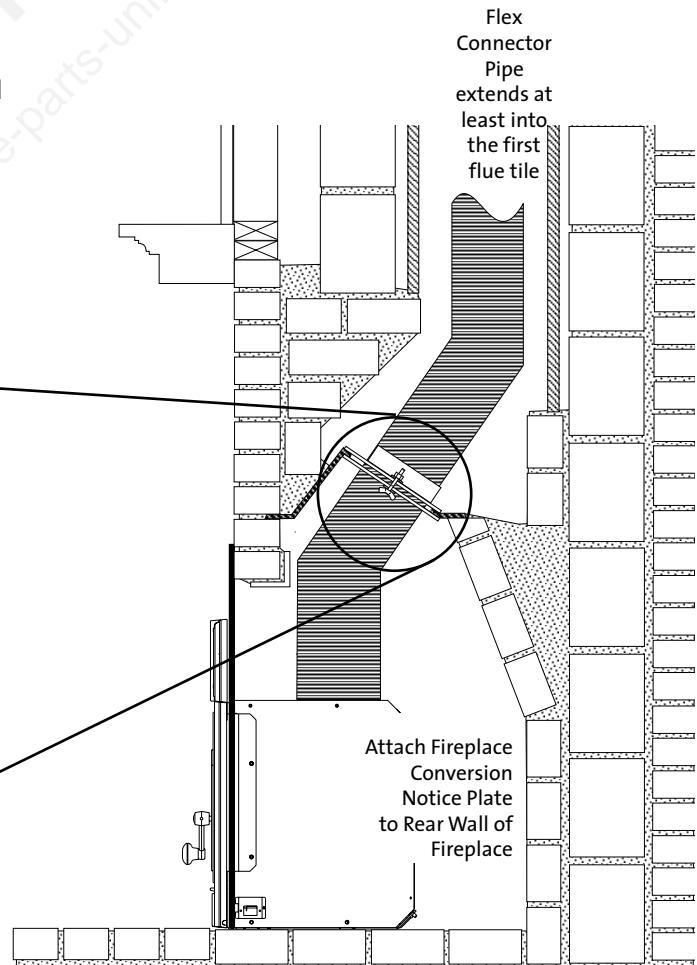 Flex
Connector
Pipe
extends at
least into
the first
flue tile
Attach Fireplace
Conversion
Notice Plate
to Rear Wall of
Fireplace